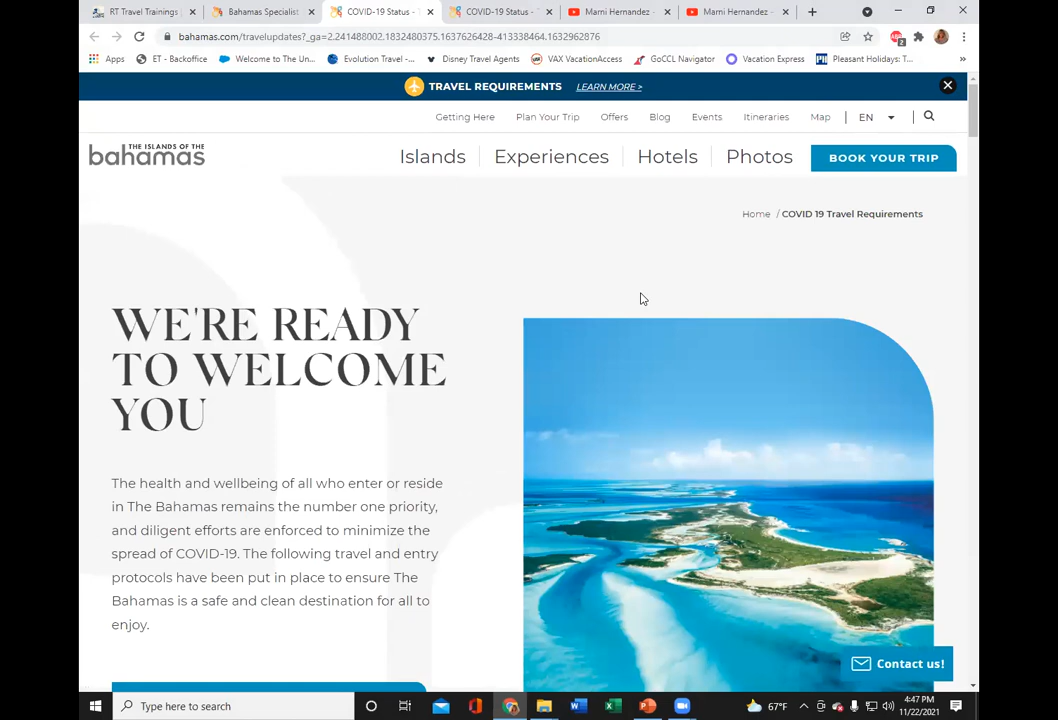 RT Travel Trainings
Bahamas Specialist
COVID-19 Status -
COVID-19 Status -
Marni Hernandez -
Marni Hernandez -
bahamas.com/travelupdates?_ga=2.241488002.1832480375.1637626428-413338464.1632962876
2
Apps
ET - Backoffice
Welcome to The Un...
Evolution Travel -...
Disney Travel Agents
VAX VacationAccess
GoCCL Navigator
Vacation Express
Pleasant Holidays: T...
»
TRAVEL REQUIREMENTS LEARN MORE >
Getting Here
Plan Your Trip
Offers
Blog
Events
Itineraries
Map
EN
THE ISLANDS OF THE
bahamas
Islands
Experiences
Hotels
Photos
BOOK YOUR TRIP
Home / COVID 19 Travel Requirements
WE'RE READY
TO WELCOME
YOU
The health and wellbeing of all who enter or reside
in The Bahamas remains the number one priority,
and diligent efforts are enforced to minimize the
spread of COVID-19. The following travel and entry
protocols have been put in place to ensure The
Bahamas is a safe and clean destination for all to
enjoy.
Contact us!
Type here to search
67°F
4:47 PM
11/22/2021